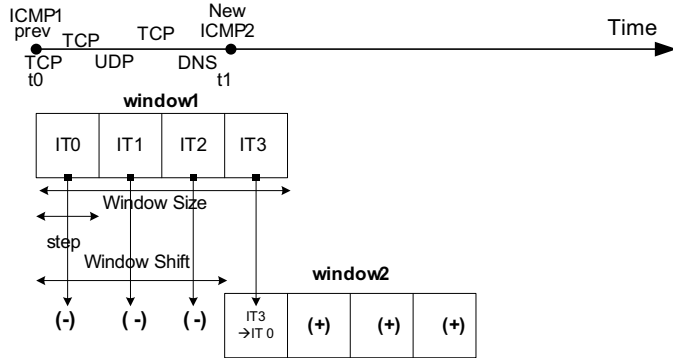 ICMP1
prev
New
ICMP2
Time
TCP
TCP
TCP
UDP
DNS
t0
t1
window1
IT0
IT1
IT2
IT3
Window Size
step
Window Shift
window2
(-)
(-)
(-)
IT3
→IT 0
(+)
(+)
(+)